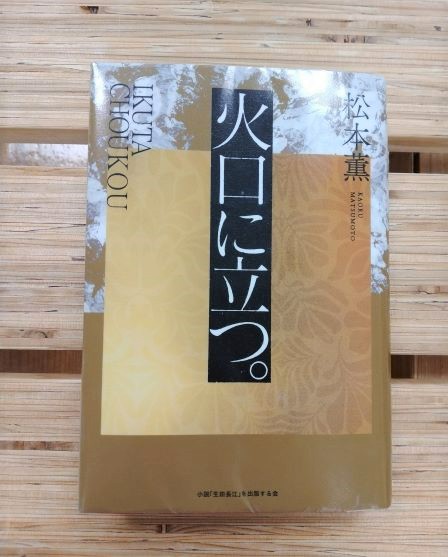 IKUTA
CHOUKOU
火口に立つ。
松本薫
KAORU
MATSUMOTO
小説「生田長江」を出版する会